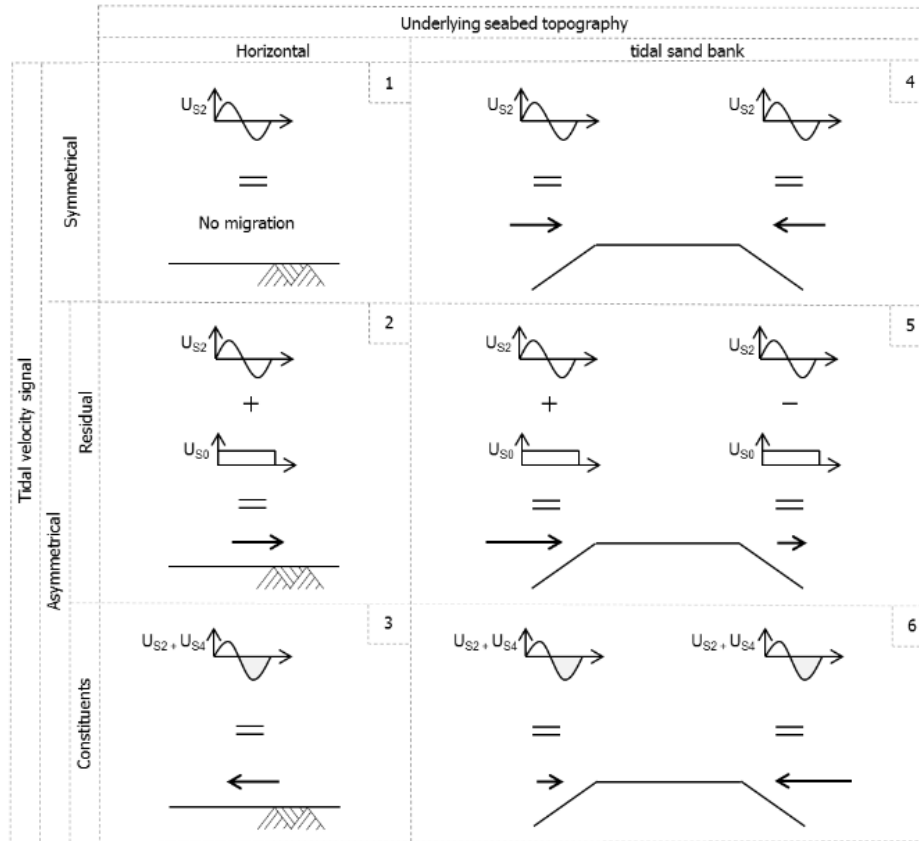 Underlying seabed topography
Horizontal
tidal sand bank
Tidal velocity signal
Symmetrical
1
U_S2
No migration
4
U_S2
U_S2
Asymmetrical
Residual
2
U_S2
+
U_S0
5
U_S2
U_S2
+
−
U_S0
U_S0
Constituents
3
U_S2 + U_S4
6
U_S2 + U_S4
U_S2 + U_S4